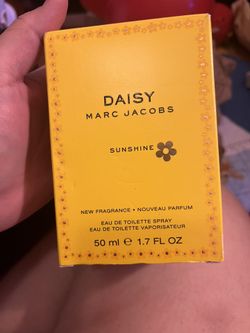 DAISY
MARC JACOBS
SUNSHINE
NEW FRAGRANCE • NOUVEAU PARFUM
EAU DE TOILETTE SPRAY
EAU DE TOILETTE VAPORISATEUR
50 ml ℮ 1.7 FL OZ